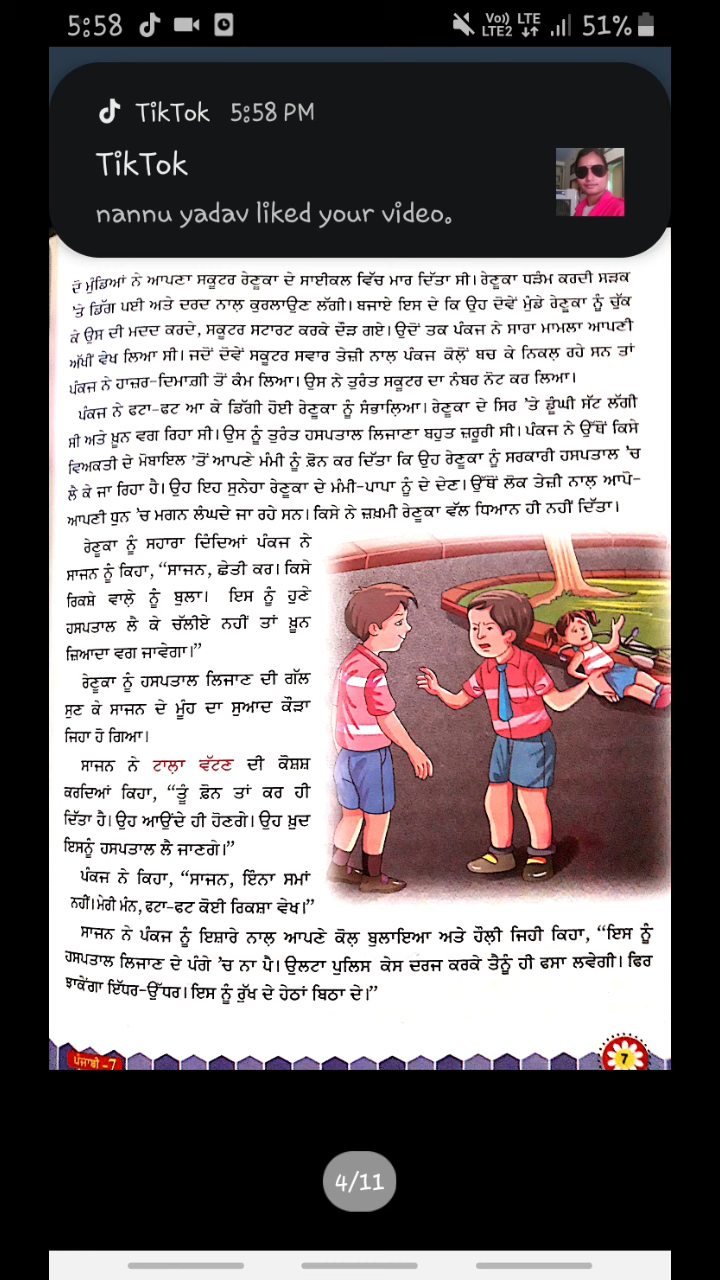 5:58
Vo)) LTE
LTE2
51%
TikTok 5:58 PM
TikTok
nannu yadav liked your video.
ਦੋ ਮੁੰਡਿਆਂ ਨੇ ਆਪਣਾ ਸਕੂਟਰ ਰੇਣੂਕਾ ਦੇ ਸਾਈਕਲ ਵਿੱਚ ਮਾਰ ਦਿੱਤਾ ਸੀ। ਰੇਣੂਕਾ ਧੜੰਮ ਕਰਦੀ ਸੜਕ
'ਤੇ ਡਿੱਗ ਪਈ ਅਤੇ ਦਰਦ ਨਾਲ਼ ਕੁਰਲਾਉਣ ਲੱਗੀ। ਬਜਾਏ ਇਸ ਦੇ ਕਿ ਉਹ ਦੋਵੇਂ ਮੁੰਡੇ ਰੇਣੂਕਾ ਨੂੰ ਚੁੱਕ
ਕੇ ਉਸ ਦੀ ਮਦਦ ਕਰਦੇ, ਸਕੂਟਰ ਸਟਾਰਟ ਕਰਕੇ ਦੌੜ ਗਏ। ਉਦੋਂ ਤਕ ਪੰਕਜ ਨੇ ਸਾਰਾ ਮਾਮਲਾ ਆਪਣੀ
ਅੱਖੀਂ ਵੇਖ ਲਿਆ ਸੀ। ਜਦੋਂ ਦੋਵੇਂ ਸਕੂਟਰ ਸਵਾਰ ਤੇਜ਼ੀ ਨਾਲ਼ ਪੰਕਜ ਕੋਲ਼ੋਂ ਬਚ ਕੇ ਨਿਕਲ਼ ਰਹੇ ਸਨ ਤਾਂ
ਪੰਕਜ ਨੇ ਹਾਜ਼ਰ-ਦਿਮਾਗ਼ੀ ਤੋਂ ਕੰਮ ਲਿਆ। ਉਸ ਨੇ ਤੁਰੰਤ ਸਕੂਟਰ ਦਾ ਨੰਬਰ ਨੋਟ ਕਰ ਲਿਆ।
ਪੰਕਜ ਨੇ ਫਟਾ-ਫਟ ਆ ਕੇ ਡਿੱਗੀ ਹੋਈ ਰੇਣੂਕਾ ਨੂੰ ਸੰਭਾਲ਼ਿਆ। ਰੇਣੂਕਾ ਦੇ ਸਿਰ 'ਤੇ ਡੂੰਘੀ ਸੱਟ ਲੱਗੀ
ਸੀ ਅਤੇ ਖ਼ੂਨ ਵਗ ਰਿਹਾ ਸੀ। ਉਸ ਨੂੰ ਤੁਰੰਤ ਹਸਪਤਾਲ ਲਿਜਾਣਾ ਬਹੁਤ ਜ਼ਰੂਰੀ ਸੀ। ਪੰਕਜ ਨੇ ਉੱਥੋਂ ਕਿਸੇ
ਵਿਅਕਤੀ ਦੇ ਮੋਬਾਇਲ 'ਤੋਂ ਆਪਣੇ ਮੰਮੀ ਨੂੰ ਫ਼ੋਨ ਕਰ ਦਿੱਤਾ ਕਿ ਉਹ ਰੇਣੂਕਾ ਨੂੰ ਸਰਕਾਰੀ ਹਸਪਤਾਲ 'ਚ
ਲੈ ਕੇ ਜਾ ਰਿਹਾ ਹੈ। ਉਹ ਇਹ ਸੁਨੇਹਾ ਰੇਣੂਕਾ ਦੇ ਮੰਮੀ-ਪਾਪਾ ਨੂੰ ਦੇ ਦੇਣ। ਉੱਥੋਂ ਲੋਕ ਤੇਜ਼ੀ ਨਾਲ਼ ਆਪੋ-
ਆਪਣੀ ਧੁਨ 'ਚ ਮਗਨ ਲੰਘਦੇ ਜਾ ਰਹੇ ਸਨ। ਕਿਸੇ ਨੇ ਜ਼ਖ਼ਮੀ ਰੇਣੂਕਾ ਵੱਲ ਧਿਆਨ ਹੀ ਨਹੀਂ ਦਿੱਤਾ।
ਰੇਣੂਕਾ ਨੂੰ ਸਹਾਰਾ ਦਿੰਦਿਆਂ ਪੰਕਜ ਨੇ
ਸਾਜਨ ਨੂੰ ਕਿਹਾ, “ਸਾਜਨ, ਛੇਤੀ ਕਰ। ਕਿਸੇ
ਰਿਕਸ਼ੇ ਵਾਲ਼ੇ ਨੂੰ ਬੁਲਾ। ਇਸ ਨੂੰ ਹੁਣੇ
ਹਸਪਤਾਲ ਲੈ ਕੇ ਚੱਲੀਏ ਨਹੀਂ ਤਾਂ ਖ਼ੂਨ
ਜ਼ਿਆਦਾ ਵਗ ਜਾਵੇਗਾ।”
ਰੇਣੂਕਾ ਨੂੰ ਹਸਪਤਾਲ ਲਿਜਾਣ ਦੀ ਗੱਲ
ਸੁਣ ਕੇ ਸਾਜਨ ਦੇ ਮੂੰਹ ਦਾ ਸੁਆਦ ਕੌੜਾ
ਜਿਹਾ ਹੋ ਗਿਆ।
ਸਾਜਨ ਨੇ ਟਾਲ਼ਾ ਵੱਟਣ ਦੀ ਕੋਸ਼ਸ਼
ਕਰਦਿਆਂ ਕਿਹਾ, “ਤੂੰ ਫ਼ੋਨ ਤਾਂ ਕਰ ਹੀ
ਦਿੱਤਾ ਹੈ। ਉਹ ਆਉਂਦੇ ਹੀ ਹੋਣਗੇ। ਉਹ ਖ਼ੁਦ
ਇਸਨੂੰ ਹਸਪਤਾਲ ਲੈ ਜਾਣਗੇ।”
ਪੰਕਜ ਨੇ ਕਿਹਾ, “ਸਾਜਨ, ਇੰਨਾ ਸਮਾਂ
ਨਹੀਂ। ਮੇਰੀ ਮੰਨ, ਫਟਾ-ਫਟ ਕੋਈ ਰਿਕਸ਼ਾ ਵੇਖ।”
ਸਾਜਨ ਨੇ ਪੰਕਜ ਨੂੰ ਇਸ਼ਾਰੇ ਨਾਲ਼ ਆਪਣੇ ਕੋਲ਼ ਬੁਲਾਇਆ ਅਤੇ ਹੌਲ਼ੀ ਜਿਹੀ ਕਿਹਾ, “ਇਸ ਨੂੰ
ਹਸਪਤਾਲ ਲਿਜਾਣ ਦੇ ਪੰਗੇ 'ਚ ਨਾ ਪੈ। ਉਲਟਾ ਪੁਲਿਸ ਕੇਸ ਦਰਜ ਕਰਕੇ ਤੈਨੂੰ ਹੀ ਫਸਾ ਲਵੇਗੀ। ਫਿਰ
ਝਾਕੇਂਗਾ ਇੱਧਰ-ਉੱਧਰ। ਇਸ ਨੂੰ ਰੁੱਖ ਦੇ ਹੇਠਾਂ ਬਿਠਾ ਦੇ।”
ਪੰਜਾਬੀ -7
7
4/11